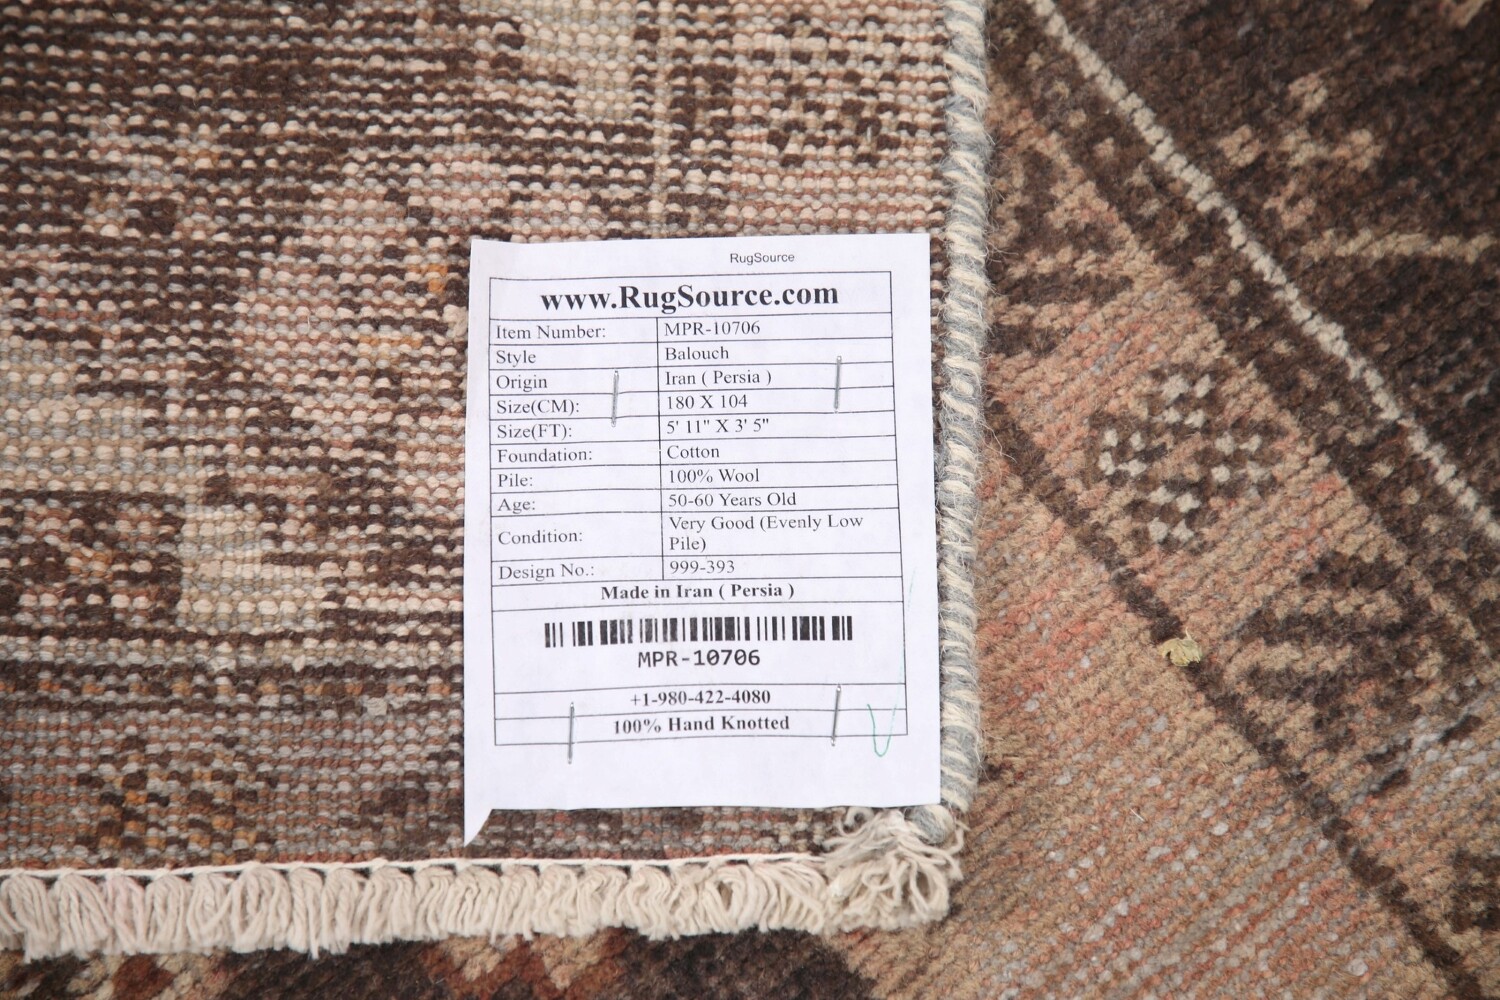 RugSource
www.RugSource.com
Item Number: MPR-10706
Style Balouch
Origin Iran ( Persia )
Size(CM): 180 X 104
Size(FT): 5' 11" X 3' 5"
Foundation: Cotton
Pile: 100% Wool
Age: 50-60 Years Old
Condition: Very Good (Evenly Low
Pile)
Design No.: 999-393
Made in Iran ( Persia )
MPR-10706
+1-980-422-4080
100% Hand Knotted